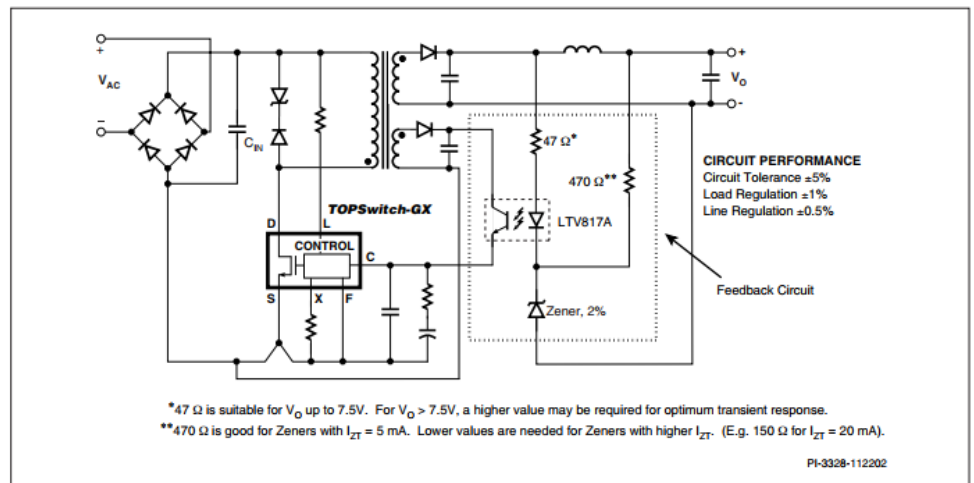 +
V_AC
−
C_IN
+
V_O
-
47 Ω*
470 Ω**
CIRCUIT PERFORMANCE
Circuit Tolerance ±5%
Load Regulation ±1%
Line Regulation ±0.5%
TOPSwitch-GX
LTV817A
D
L
CONTROL
C
S
X
F
Feedback Circuit
Zener, 2%
*47 Ω is suitable for V_O up to 7.5V. For V_O > 7.5V, a higher value may be required for optimum transient response.
**470 Ω is good for Zeners with I_ZT = 5 mA. Lower values are needed for Zeners with higher I_ZT. (E.g. 150 Ω for I_ZT = 20 mA).
PI-3328-112202